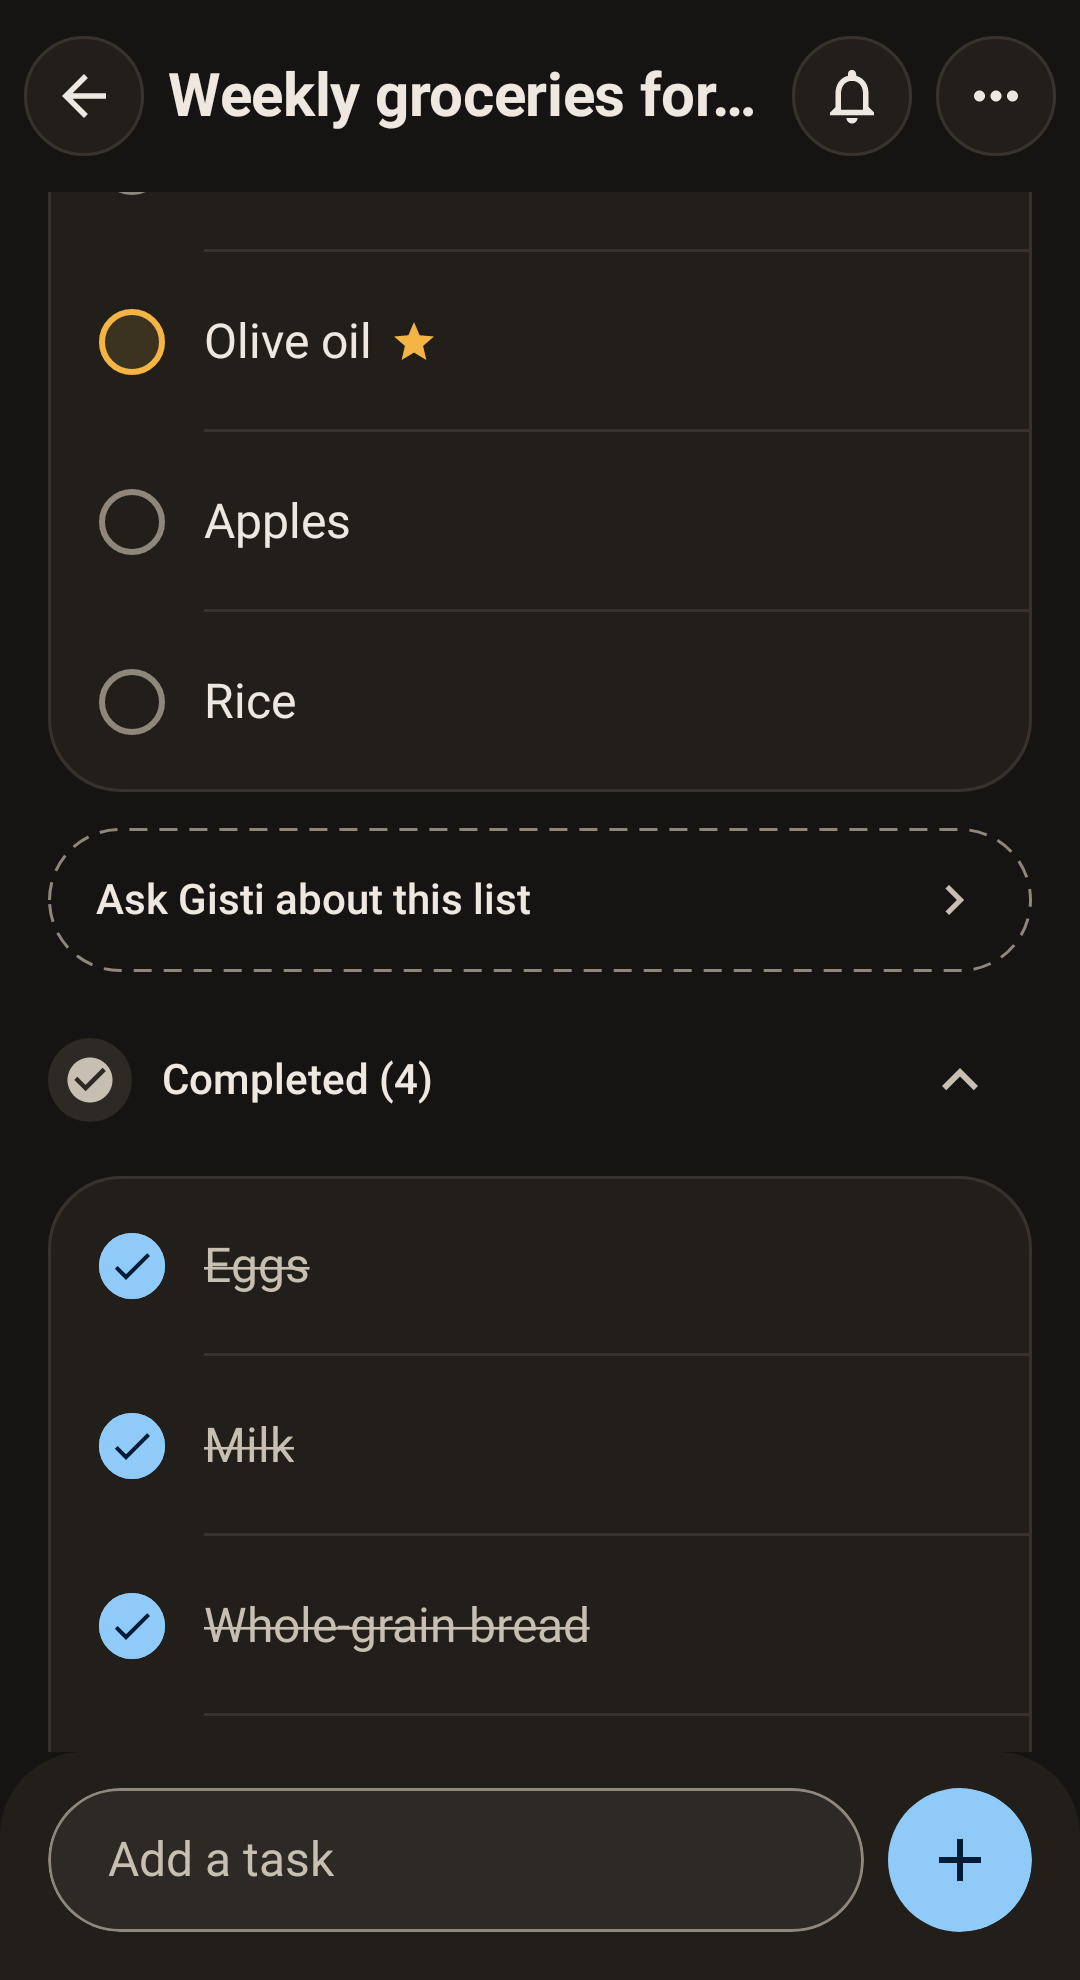 Weekly groceries for...
Olive oil
Apples
Rice
Ask Gisti about this list
Completed (4)
Eggs
Milk
Whole-grain bread
Add a task